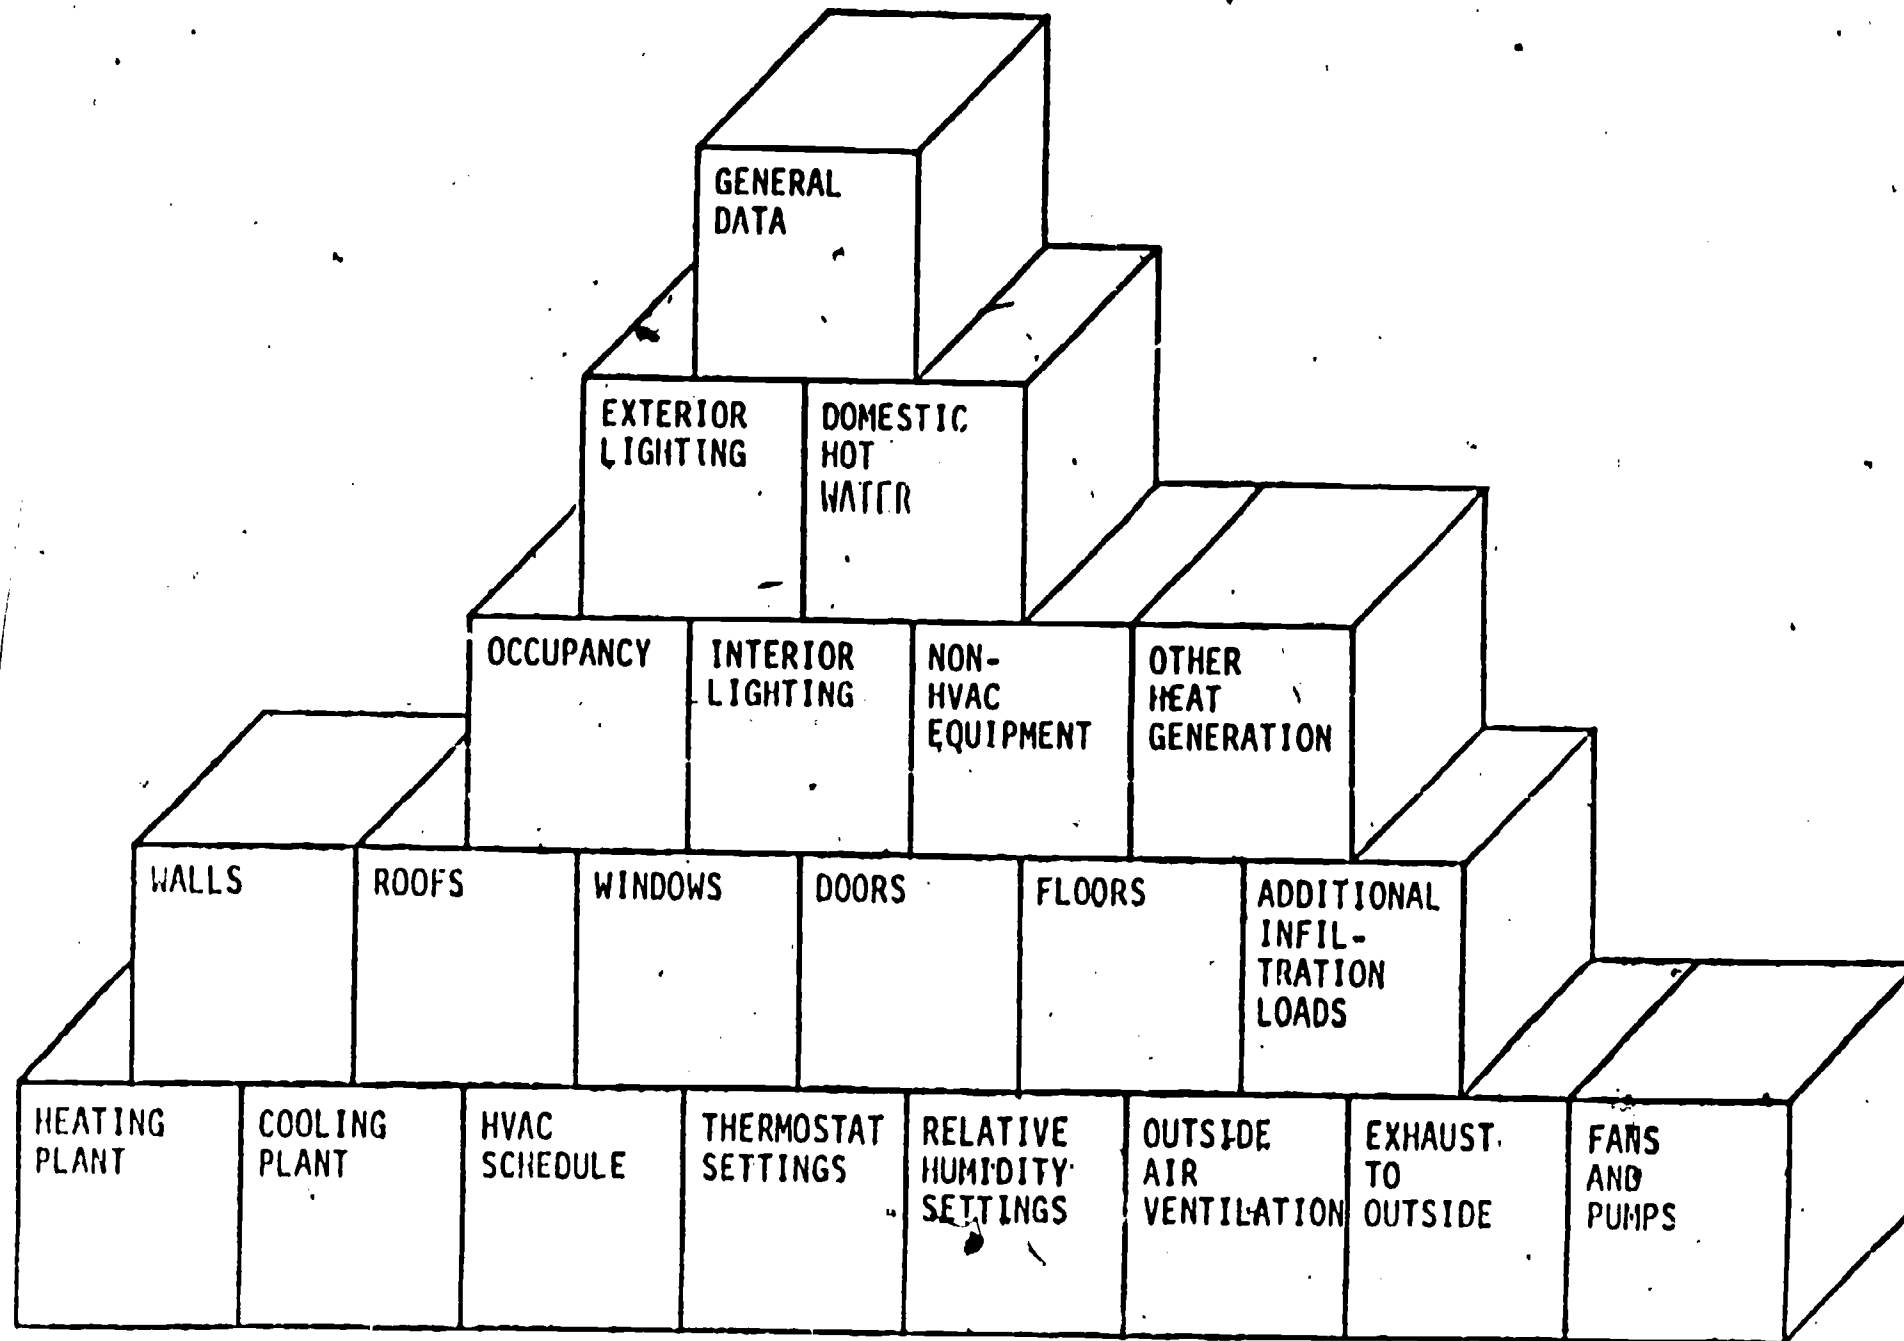 GENERAL
DATA
EXTERIOR
LIGHTING
DOMESTIC
HOT
WATER
OCCUPANCY
INTERIOR
LIGHTING
NON-
HVAC
EQUIPMENT
OTHER
HEAT
GENERATION
WALLS
ROOFS
WINDOWS
DOORS
FLOORS
ADDITIONAL
INFIL-
TRATION
LOADS
HEATING
PLANT
COOLING
PLANT
HVAC
SCHEDULE
THERMOSTAT
SETTINGS
RELATIVE
HUMIDITY
SETTINGS
OUTSIDE
AIR
VENTILATION
EXHAUST
TO
OUTSIDE
FANS
AND
PUMPS